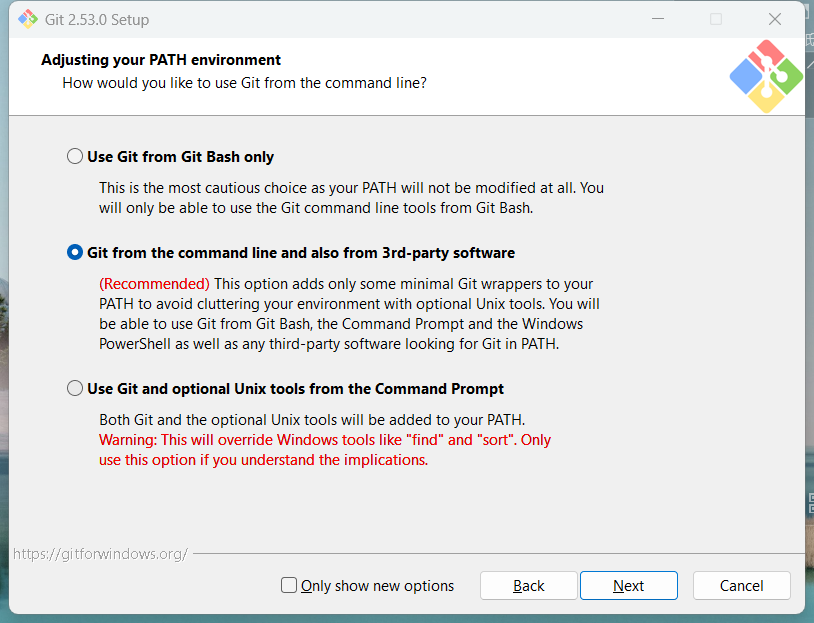 Git 2.53.0 Setup
Adjusting your PATH environment
How would you like to use Git from the command line?
Use Git from Git Bash only
This is the most cautious choice as your PATH will not be modified at all. You
will only be able to use the Git command line tools from Git Bash.
Git from the command line and also from 3rd-party software
(Recommended) This option adds only some minimal Git wrappers to your
PATH to avoid cluttering your environment with optional Unix tools. You will
be able to use Git from Git Bash, the Command Prompt and the Windows
PowerShell as well as any third-party software looking for Git in PATH.
Use Git and optional Unix tools from the Command Prompt
Both Git and the optional Unix tools will be added to your PATH.
Warning: This will override Windows tools like "find" and "sort". Only
use this option if you understand the implications.
https://gitforwindows.org/
Only show new options
Back
Next
Cancel